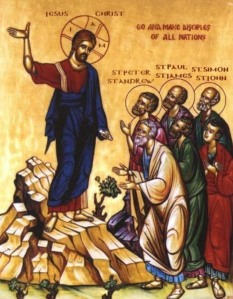 JESUS CHRIST
GO AND MAKE DISCIPLES
OF ALL NATIONS
ST PAUL
ST SIMON
ST PETER
ST JAMES
ST JOHN
ST ANDREW